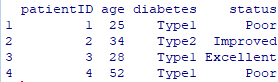 patientID age diabetes status
1 1 25 Type1 Poor
2 2 34 Type2 Improved
3 3 28 Type1 Excellent
4 4 52 Type1 Poor